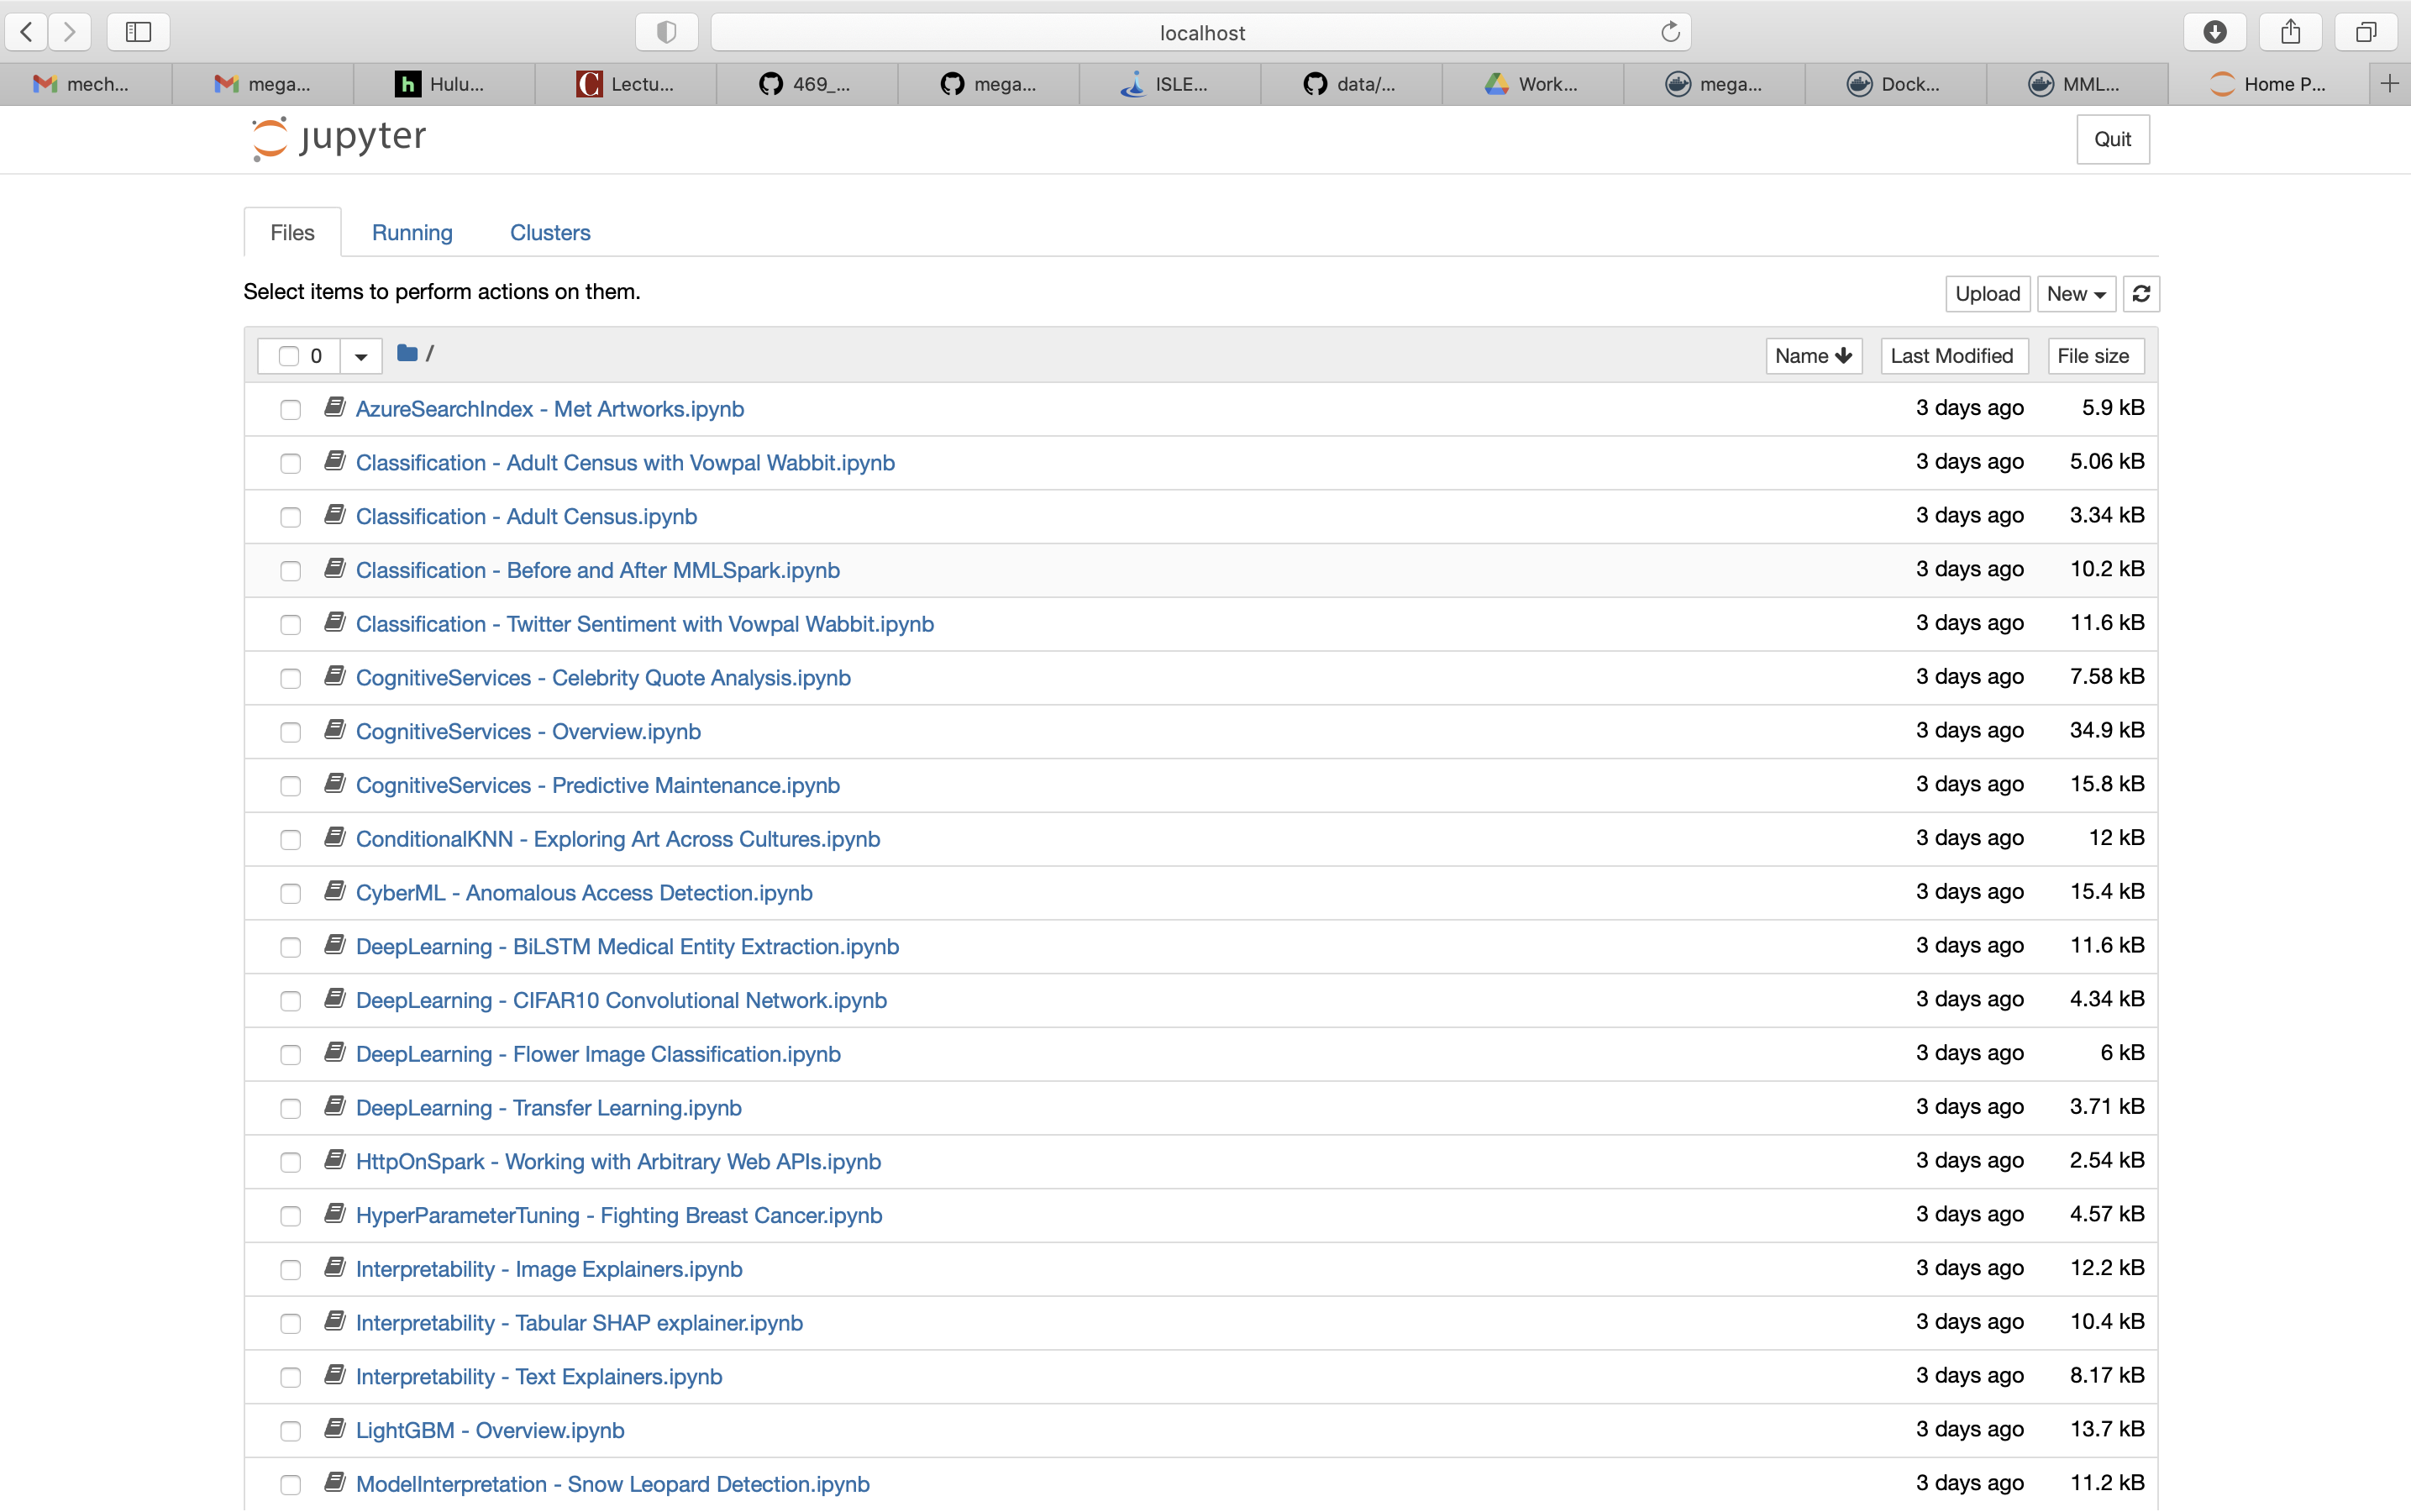 localhost
mech... mega... Hulu... Lectu... 469_... mega... ISLE... data/... Work... mega... Dock... MML... Home P...
jupyter Quit
Files Running Clusters
Select items to perform actions on them. Upload New
0 / Name Last Modified File size
AzureSearchIndex - Met Artworks.ipynb 3 days ago 5.9 kB
Classification - Adult Census with Vowpal Wabbit.ipynb 3 days ago 5.06 kB
Classification - Adult Census.ipynb 3 days ago 3.34 kB
Classification - Before and After MMLSpark.ipynb 3 days ago 10.2 kB
Classification - Twitter Sentiment with Vowpal Wabbit.ipynb 3 days ago 11.6 kB
CognitiveServices - Celebrity Quote Analysis.ipynb 3 days ago 7.58 kB
CognitiveServices - Overview.ipynb 3 days ago 34.9 kB
CognitiveServices - Predictive Maintenance.ipynb 3 days ago 15.8 kB
ConditionalKNN - Exploring Art Across Cultures.ipynb 3 days ago 12 kB
CyberML - Anomalous Access Detection.ipynb 3 days ago 15.4 kB
DeepLearning - BiLSTM Medical Entity Extraction.ipynb 3 days ago 11.6 kB
DeepLearning - CIFAR10 Convolutional Network.ipynb 3 days ago 4.34 kB
DeepLearning - Flower Image Classification.ipynb 3 days ago 6 kB
DeepLearning - Transfer Learning.ipynb 3 days ago 3.71 kB
HttpOnSpark - Working with Arbitrary Web APIs.ipynb 3 days ago 2.54 kB
HyperParameterTuning - Fighting Breast Cancer.ipynb 3 days ago 4.57 kB
Interpretability - Image Explainers.ipynb 3 days ago 12.2 kB
Interpretability - Tabular SHAP explainer.ipynb 3 days ago 10.4 kB
Interpretability - Text Explainers.ipynb 3 days ago 8.17 kB
LightGBM - Overview.ipynb 3 days ago 13.7 kB
ModelInterpretation - Snow Leopard Detection.ipynb 3 days ago 11.2 kB